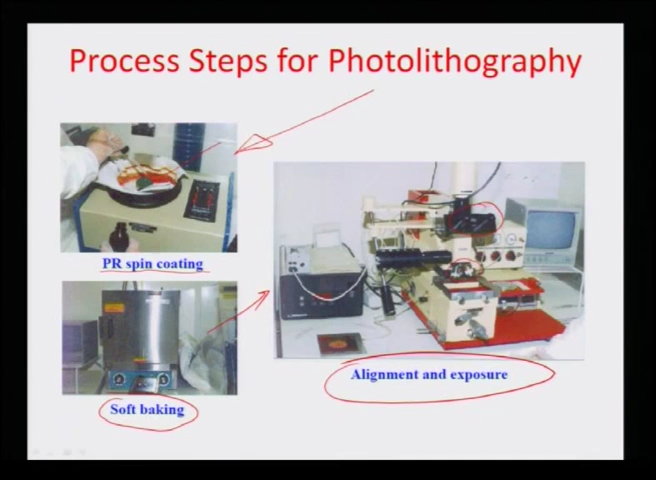 Process Steps for Photolithography
PR spin coating
Soft baking
Alignment and exposure